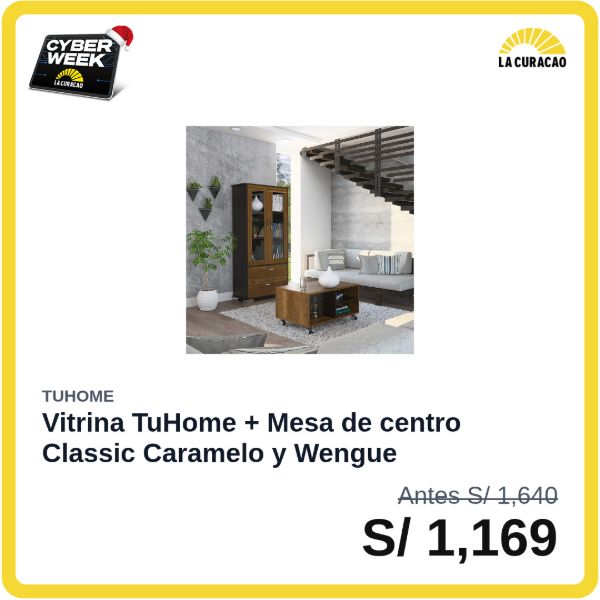 CYBER
WEEK
LA CURACAO
LA CURACAO
TUHOME
Vitrina TuHome + Mesa de centro
Classic Caramelo y Wengue
Antes S/ 1,640
S/ 1,169